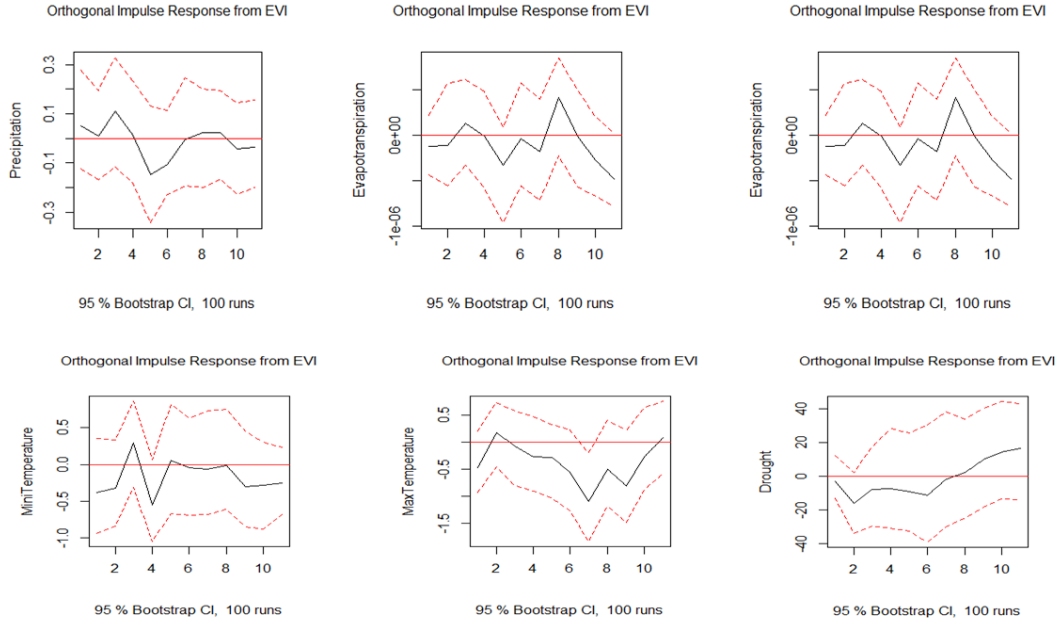 Orthogonal Impulse Response from EVI
Orthogonal Impulse Response from EVI
Orthogonal Impulse Response from EVI
Precipitation
0.3
0.1
-0.1
-0.3
2 4 6 8 10
95 % Bootstrap CI, 100 runs
Evapotranspiration
0e+00
-1e-06
2 4 6 8 10
95 % Bootstrap CI, 100 runs
Evapotranspiration
0e+00
-1e-06
2 4 6 8 10
95 % Bootstrap CI, 100 runs
Orthogonal Impulse Response from EVI
Orthogonal Impulse Response from EVI
Orthogonal Impulse Response from EVI
MiniTemperature
0.5
0.0
-0.5
-1.0
2 4 6 8 10
95 % Bootstrap CI, 100 runs
MaxTemperature
0.5
-0.5
-1.5
2 4 6 8 10
95 % Bootstrap CI, 100 runs
Drought
40
20
0
-20
-40
2 4 6 8 10
95 % Bootstrap CI, 100 runs